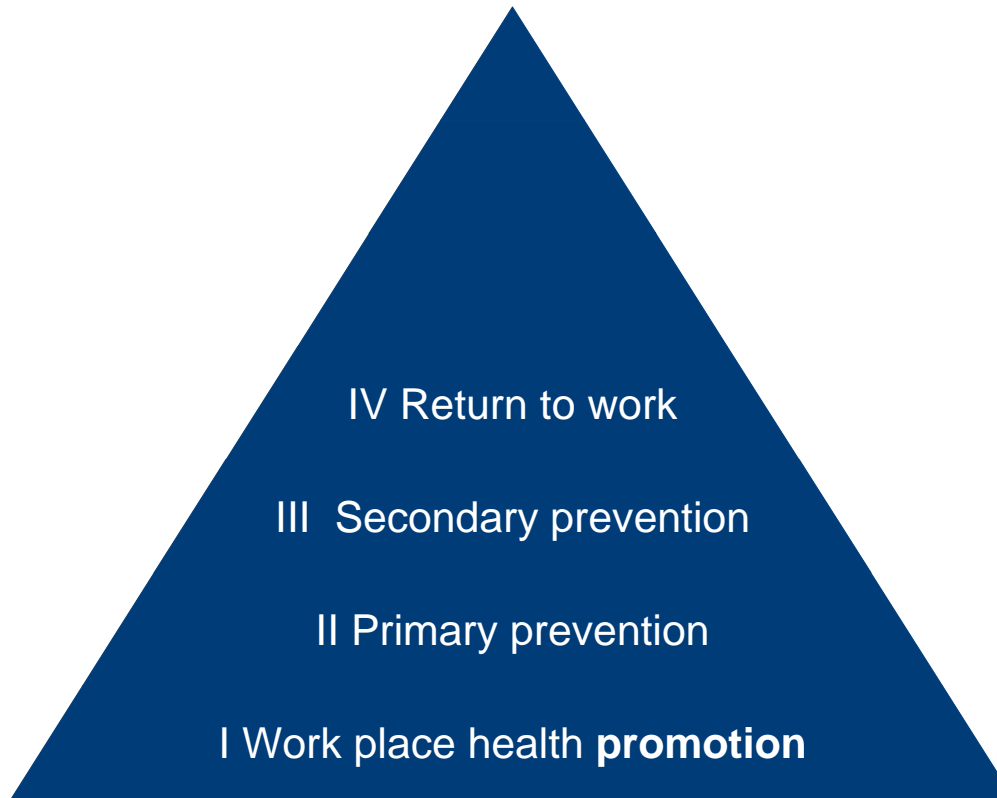 IV Return to work
III Secondary prevention
II Primary prevention
I Work place health promotion